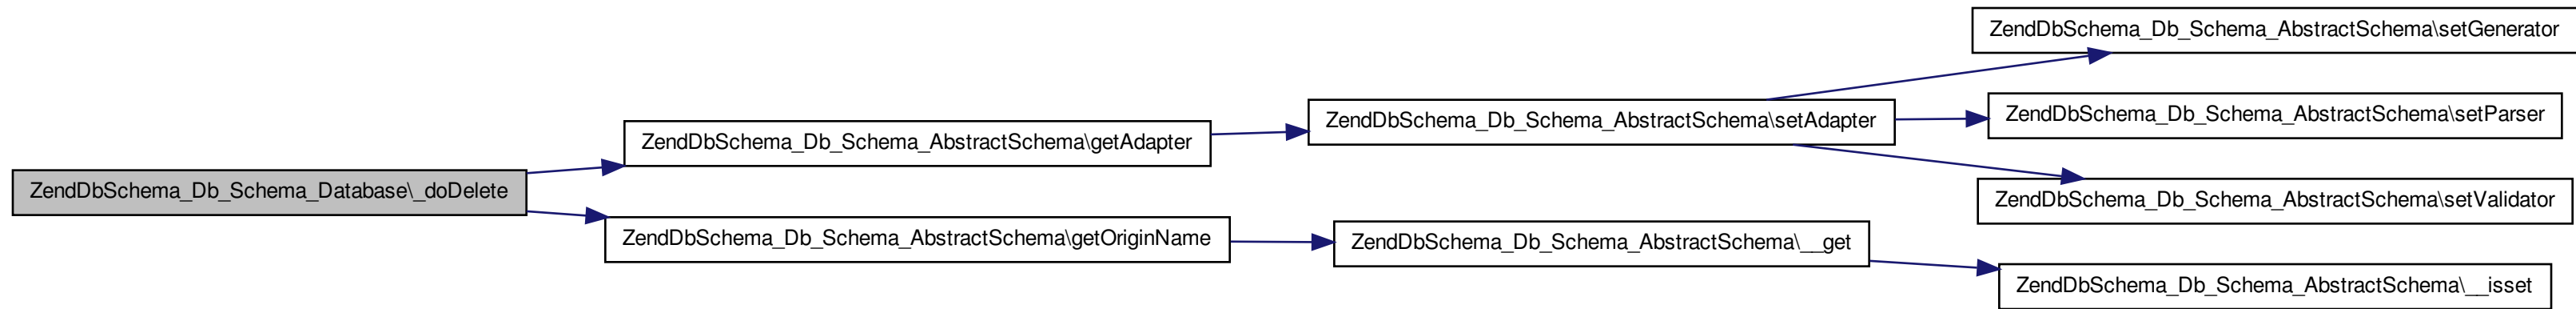 ZendDbSchema_Db_Schema_Database\_doDelete
ZendDbSchema_Db_Schema_AbstractSchema\getAdapter
ZendDbSchema_Db_Schema_AbstractSchema\getOriginName
ZendDbSchema_Db_Schema_AbstractSchema\setAdapter
ZendDbSchema_Db_Schema_AbstractSchema\__get
ZendDbSchema_Db_Schema_AbstractSchema\setGenerator
ZendDbSchema_Db_Schema_AbstractSchema\setParser
ZendDbSchema_Db_Schema_AbstractSchema\setValidator
ZendDbSchema_Db_Schema_AbstractSchema\__isset